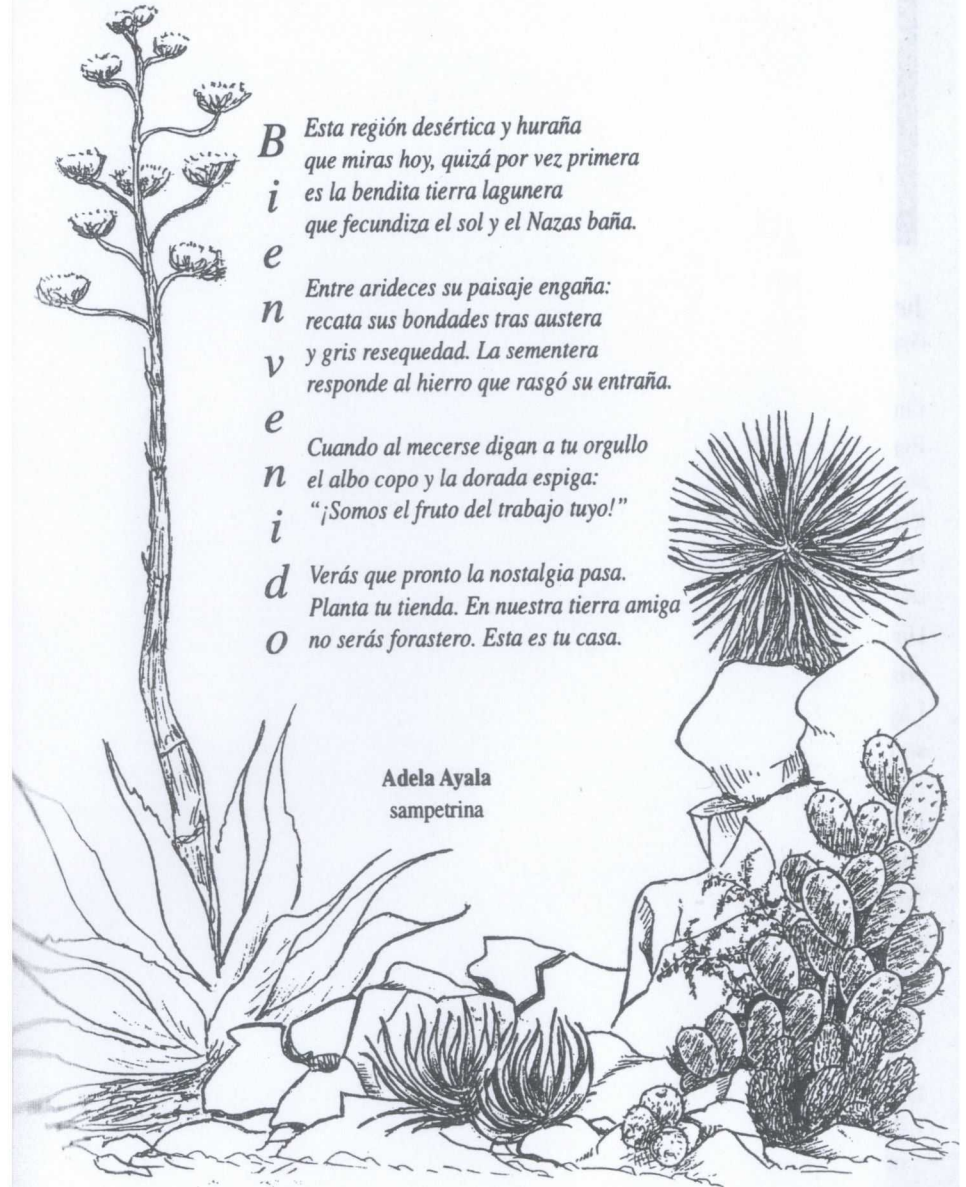 Bienvenido
Esta región desértica y huraña
que miras hoy, quizá por vez primera
es la bendita tierra lagunera
que fecundiza el sol y el Nazas baña.
Entre arideces su paisaje engaña:
recata sus bondades tras austera
y gris resequedad. La sementera
responde al hierro que rasgó su entraña.
Cuando al mecerse digan a tu orgullo
el albo copo y la dorada espiga:
“¡Somos el fruto del trabajo tuyo!”
Verás que pronto la nostalgia pasa.
Planta tu tienda. En nuestra tierra amiga
no serás forastero. Esta es tu casa.
Adela Ayala
sampetrina